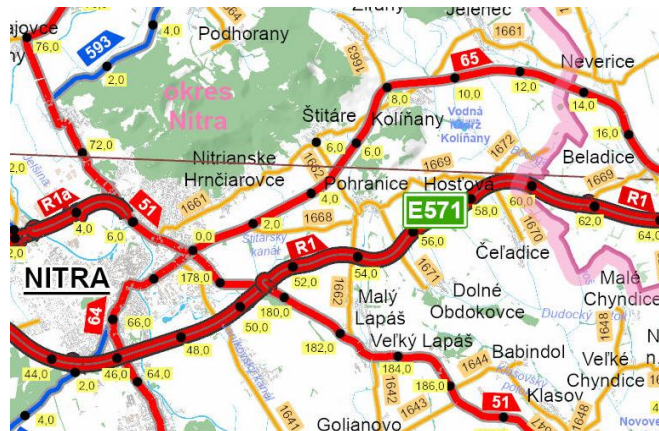 Žirany
Jelenec
1664
4,0
593
Podhorany
1661
76,0
2,0
1663
65
Neverice
okres
Nitra
10,0
12,0
8,0
14,0
Štitáre
Kolíňany
Vodná
Kolíňany
16,0
72,0
6,0
6,0
1672
Beladice
Nitrianske
Hrnčiarovce
1662
1669
1669
R1a
51
1661
4,0
Pohranice
Hosťová
R1
4,0
6,0
2,0
1668
E571
58,0
60,0
62,0
64,0
0,0
Štitársky
kanál
R1
56,0
1670
NITRA
178,0
52,0
54,0
1671
Čeľadice
64
1662
Malý
Lapáš
Dolné
Obdokovce
Malé
Chyndice
66,0
50,0
180,0
1648
48,0
182,0
Veľký Lapáš
Babindol
Veľké
Chyndice
44,0
46,0
64,0
184,0
1644
2,0
186,0
1642
1643
51
Klasov
1648
4,0
1641
Golianovo